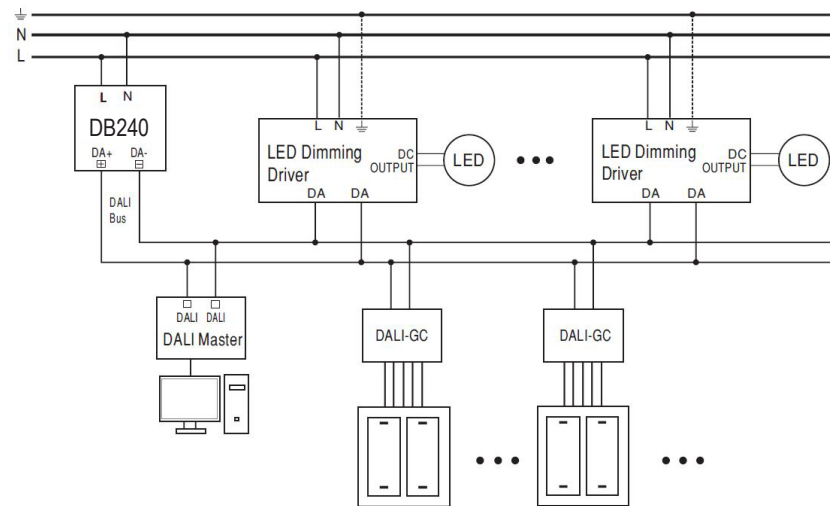 N
L
L N
DB240
DA+ DA-
DALI
Bus
L N
LED Dimming
Driver
DC
OUTPUT
DA DA
LED
L N
LED Dimming
Driver
DC
OUTPUT
DA DA
LED
DALI DALI
DALI Master
DALI-GC
DALI-GC